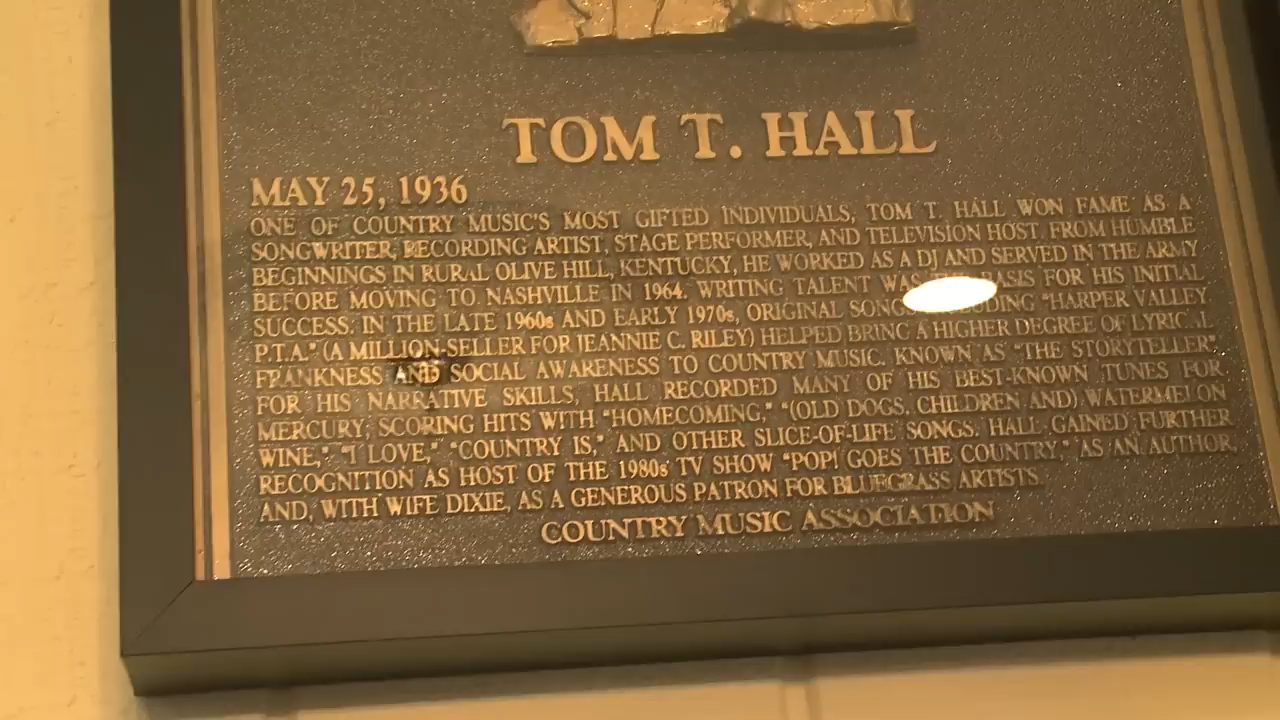 TOM T. HALL
MAY 25, 1936
ONE OF COUNTRY MUSIC'S MOST GIFTED INDIVIDUALS, TOM T. HALL WON FAME AS A
SONGWRITER, RECORDING ARTIST, STAGE PERFORMER, AND TELEVISION HOST. FROM HUMBLE
BEGINNINGS IN RURAL OLIVE HILL, KENTUCKY, HE WORKED AS A DJ AND SERVED IN THE ARMY
BEFORE MOVING TO NASHVILLE IN 1964. WRITING TALENT WAS BASIS FOR HIS INITIAL
SUCCESS: IN THE LATE 1960s AND EARLY 1970s, ORIGINAL "HARPER VALLEY
P.T.A." (A MILLION-SELLER FOR JEANNIE C. RILEY) HELPED BRING A HIGHER DEGREE OF LYRICAL
FRANKNESS AND SOCIAL AWARENESS TO COUNTRY MUSIC. KNOWN AS "THE STORYTELLER"
FOR HIS NARRATIVE SKILLS, HALL RECORDED MANY OF HIS BEST-KNOWN TUNES FOR
MERCURY, SCORING HITS WITH "HOMECOMING," "(OLD DOGS, CHILDREN AND) WATERMELON
WINE," "I LOVE," "COUNTRY IS," AND OTHER SLICE-OF-LIFE SONGS. HALL GAINED FURTHER
RECOGNITION AS HOST OF THE 1980s TV SHOW "POP! GOES THE COUNTRY," AS AN AUTHOR,
AND, WITH WIFE DIXIE, AS A GENEROUS PATRON FOR BLUEGRASS ARTISTS.
COUNTRY MUSIC ASSOCIATION